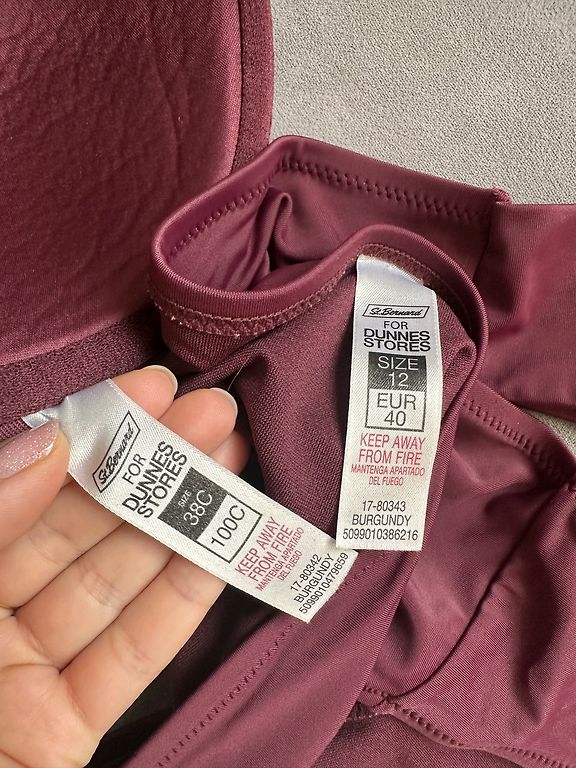 St. Bernard
FOR
DUNNES
STORES
SIZE
12
EUR
40
KEEP AWAY
FROM FIRE
MANTENGA APARTADO
DEL FUEGO
17-80343
BURGUNDY
5099010386216
St. Bernard
FOR
DUNNES
STORES
SIZE
38C
100C
KEEP AWAY
FROM FIRE
MANTENGA APARTADO
DEL FUEGO
17-80342
BURGUNDY
5099010479659